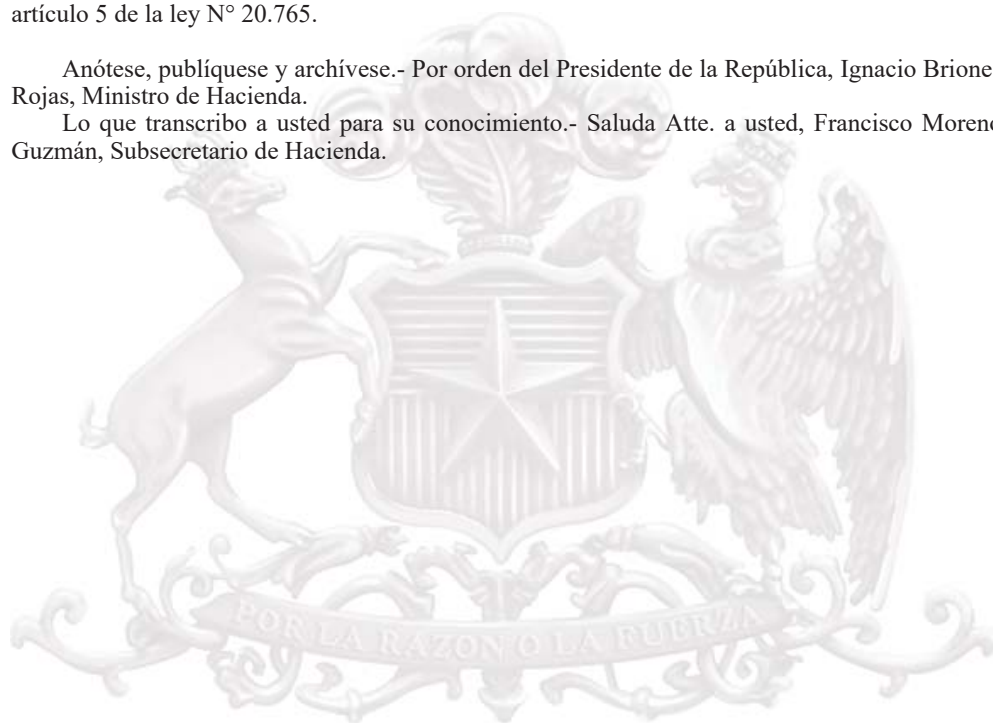 artículo 5 de la ley N° 20.765.
Anótese, publíquese y archívese.- Por orden del Presidente de la República, Ignacio Brione
Rojas, Ministro de Hacienda.
Lo que transcribo a usted para su conocimiento.- Saluda Atte. a usted, Francisco Moreno
Guzmán, Subsecretario de Hacienda.
POR LA RAZON O LA FUERZA